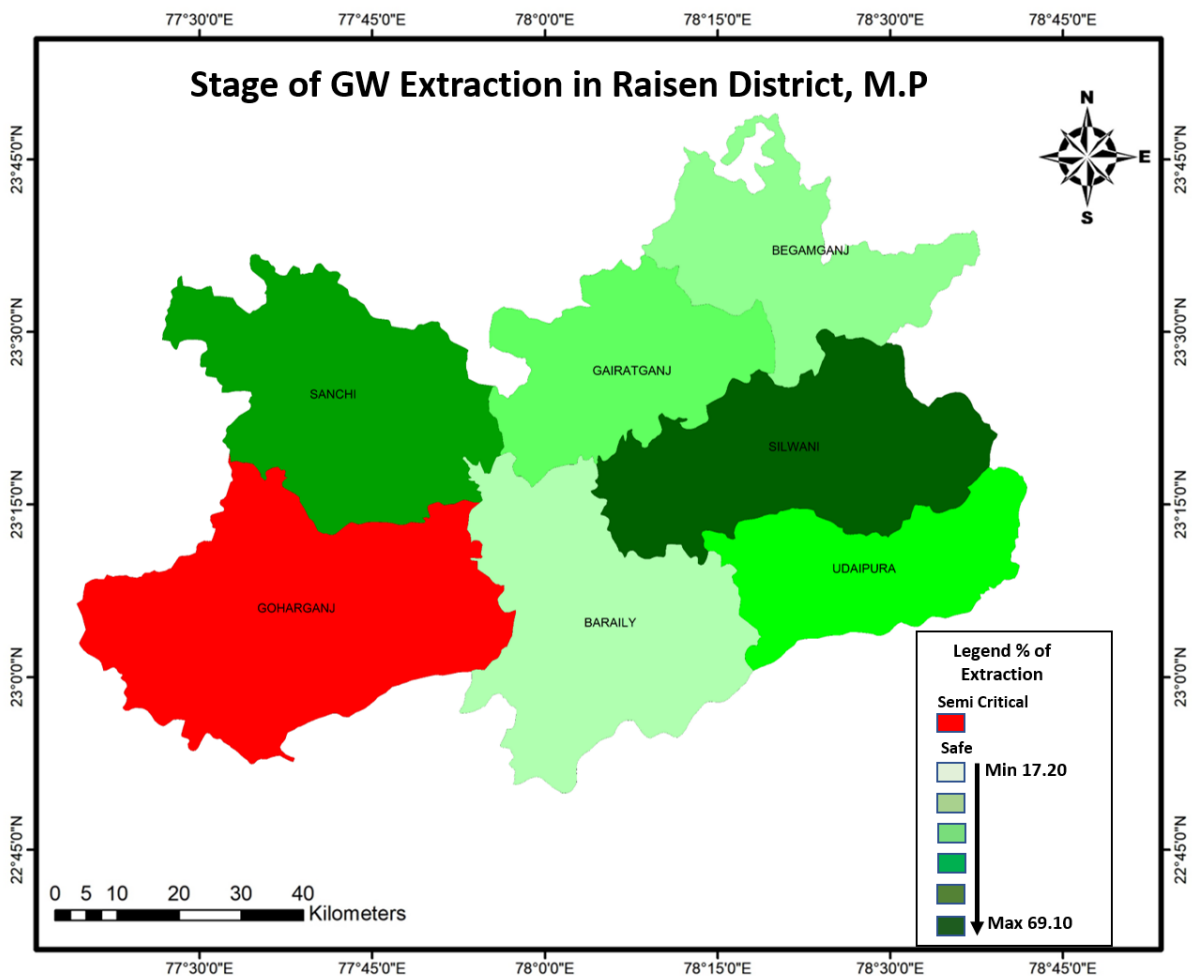 77°30'0"E 77°45'0"E 78°0'0"E 78°15'0"E 78°30'0"E 78°45'0"E
Stage of GW Extraction in Raisen District, M.P
N
E
S
23°45'0"N 23°45'0"N
BEGAMGANJ
23°30'0"N 23°30'0"N
GAIRATGANJ
SANCHI
SILWANI
23°15'0"N 23°15'0"N
UDAIPURA
GOHARGANJ
BARAILY
23°0'0"N 23°0'0"N
Legend % of
Extraction
Semi Critical
Safe
Min 17.20
Max 69.10
22°45'0"N 22°45'0"N
0 5 10 20 30 40
Kilometers
77°30'0"E 77°45'0"E 78°0'0"E 78°15'0"E 78°30'0"E 78°45'0"E